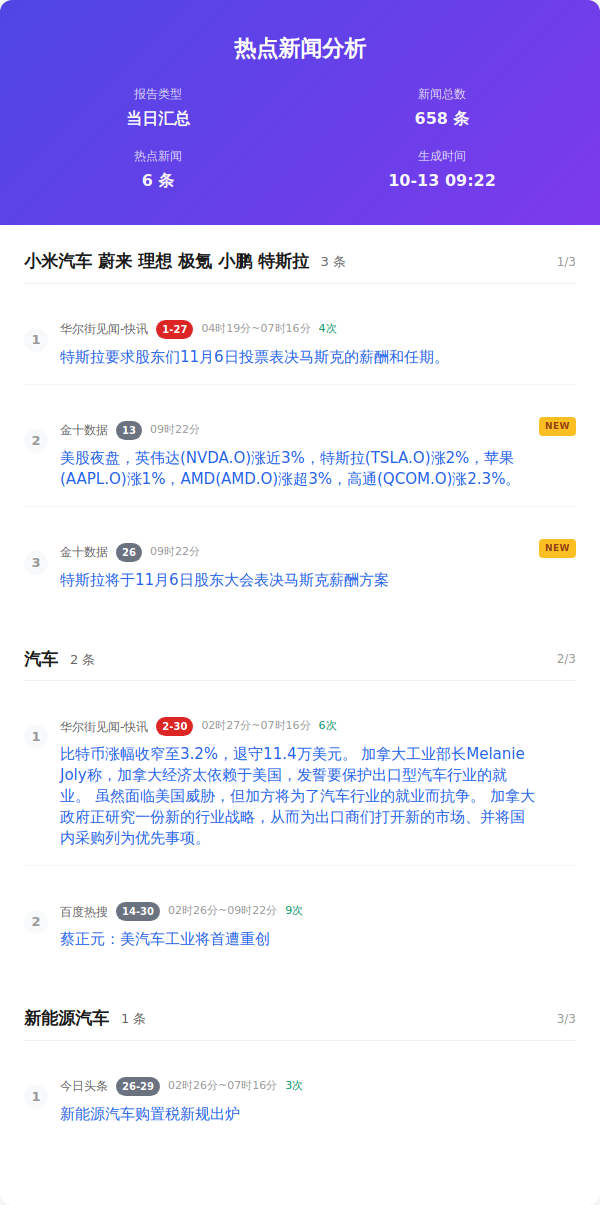 热点新闻分析
报告类型
新闻总数
当日汇总
658 条
热点新闻
生成时间
6 条
10-13 09:22
小米汽车 蔚来 理想 极氪 小鹏 特斯拉 3 条 1/3
1
华尔街见闻-快讯 1-27 04时19分~07时16分 4次
特斯拉要求股东们11月6日投票表决马斯克的薪酬和任期。
2
金十数据 13 09时22分 NEW
美股夜盘，英伟达(NVDA.O)涨近3%，特斯拉(TSLA.O)涨2%，苹果
(AAPL.O)涨1%，AMD(AMD.O)涨超3%，高通(QCOM.O)涨2.3%。
3
金十数据 26 09时22分 NEW
特斯拉将于11月6日股东大会表决马斯克薪酬方案
汽车 2 条 2/3
1
华尔街见闻-快讯 2-30 02时27分~07时16分 6次
比特币涨幅收窄至3.2%，退守11.4万美元。 加拿大工业部长Melanie
Joly称，加拿大经济太依赖于美国，发誓要保护出口型汽车行业的就
业。 虽然面临美国威胁，但加方将为了汽车行业的就业而抗争。 加拿大
政府正研究一份新的行业战略，从而为出口商们打开新的市场、并将国
内采购列为优先事项。
2
百度热搜 14-30 02时26分~09时22分 9次
蔡正元：美汽车工业将首遭重创
新能源汽车 1 条 3/3
1
今日头条 26-29 02时26分~07时16分 3次
新能源汽车购置税新规出炉